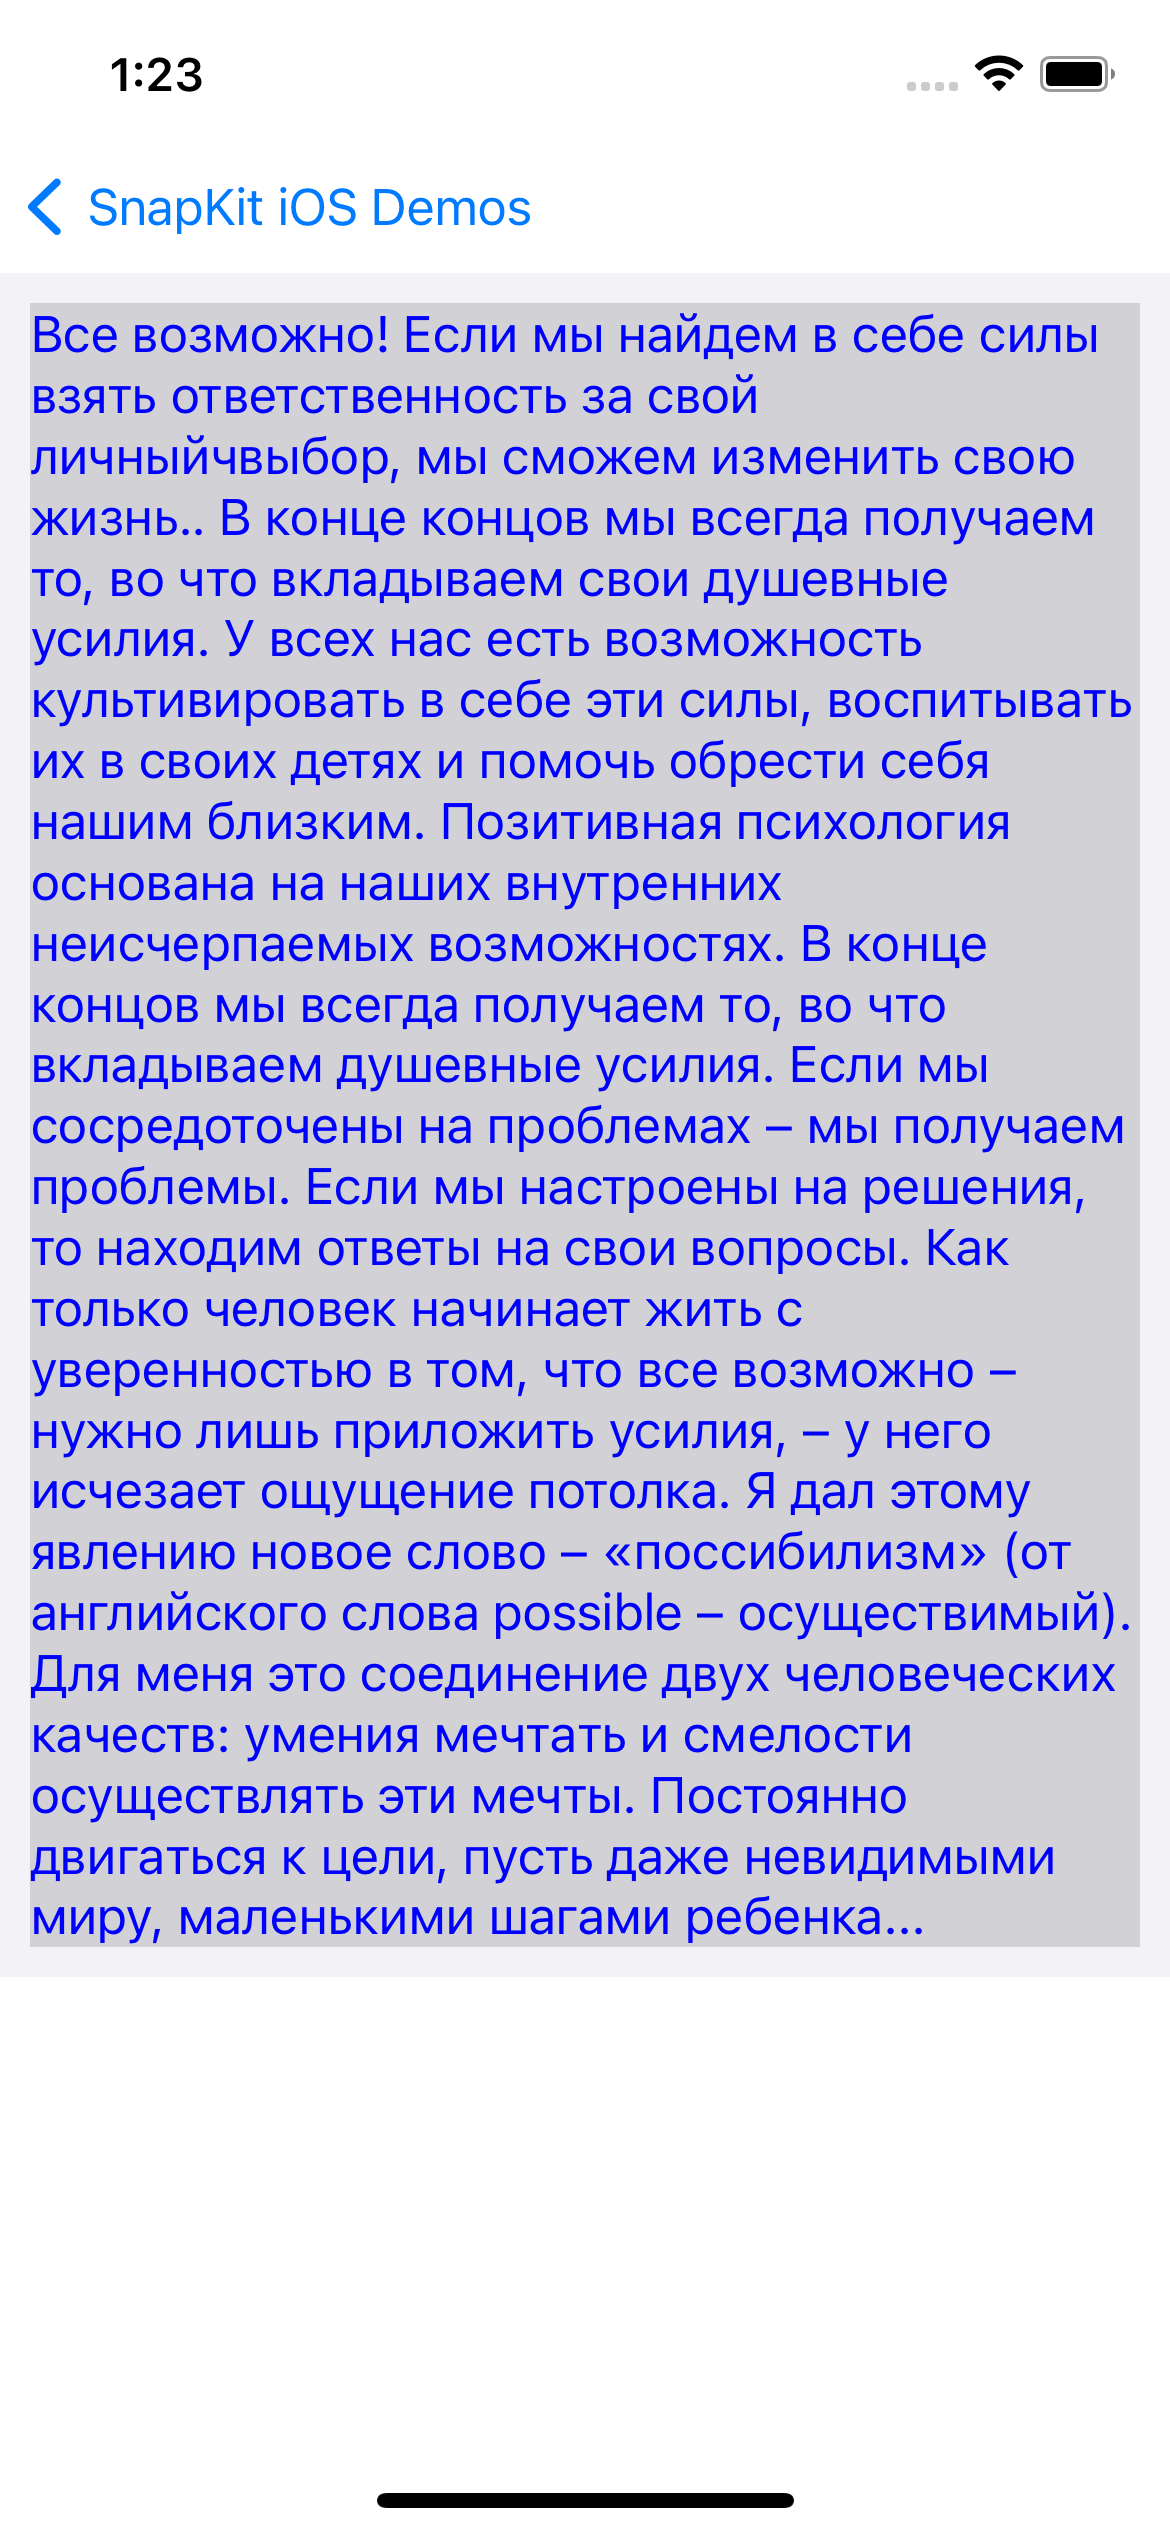 1:23
SnapKit iOS Demos
Все возможно! Если мы найдем в себе силы
взять ответственность за свой
личныйчвыбор, мы сможем изменить свою
жизнь.. В конце концов мы всегда получаем
то, во что вкладываем свои душевные
усилия. У всех нас есть возможность
культивировать в себе эти силы, воспитывать
их в своих детях и помочь обрести себя
нашим близким. Позитивная психология
основана на наших внутренних
неисчерпаемых возможностях. В конце
концов мы всегда получаем то, во что
вкладываем душевные усилия. Если мы
сосредоточены на проблемах – мы получаем
проблемы. Если мы настроены на решения,
то находим ответы на свои вопросы. Как
только человек начинает жить с
уверенностью в том, что все возможно –
нужно лишь приложить усилия, – у него
исчезает ощущение потолка. Я дал этому
явлению новое слово – «поссибилизм» (от
английского слова possible – осуществимый).
Для меня это соединение двух человеческих
качеств: умения мечтать и смелости
осуществлять эти мечты. Постоянно
двигаться к цели, пусть даже невидимыми
миру, маленькими шагами ребенка...